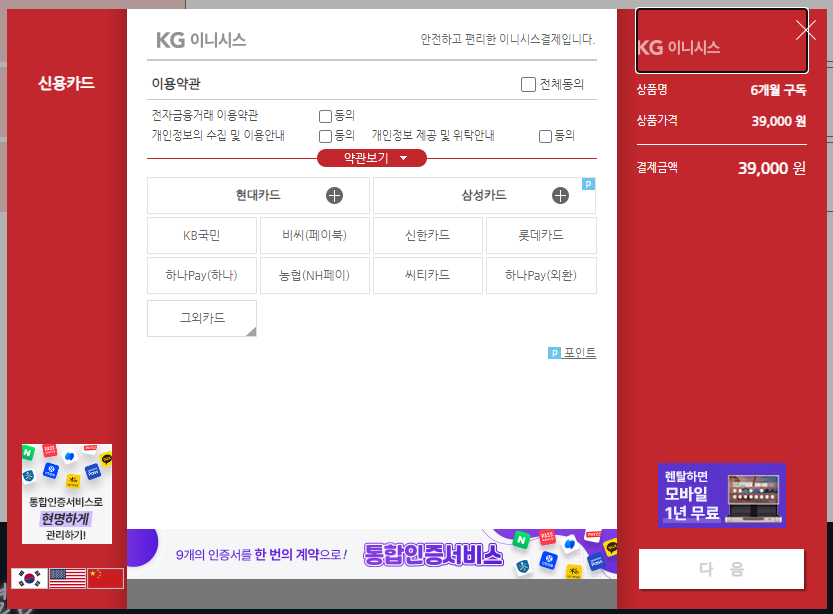 신용카드
KG 이니시스
안전하고 편리한 이니시스결제입니다.
이용약관
전체동의
전자금융거래 이용약관
동의
개인정보의 수집 및 이용안내
동의
개인정보 제공 및 위탁안내
동의
약관보기
현대카드
삼성카드
P
KB국민
비씨(페이북)
신한카드
롯데카드
하나Pay(하나)
농협(NH페이)
씨티카드
하나Pay(외환)
그외카드
P 포인트
KG 이니시스
상품명 6개월 구독
상품가격 39,000 원
결제금액 39,000 원
통합인증서비스로
현명하게
관리하기!
9개의 인증서를 한 번의 계약으로! 통합인증서비스
렌탈하면
모바일
1년 무료
다 음